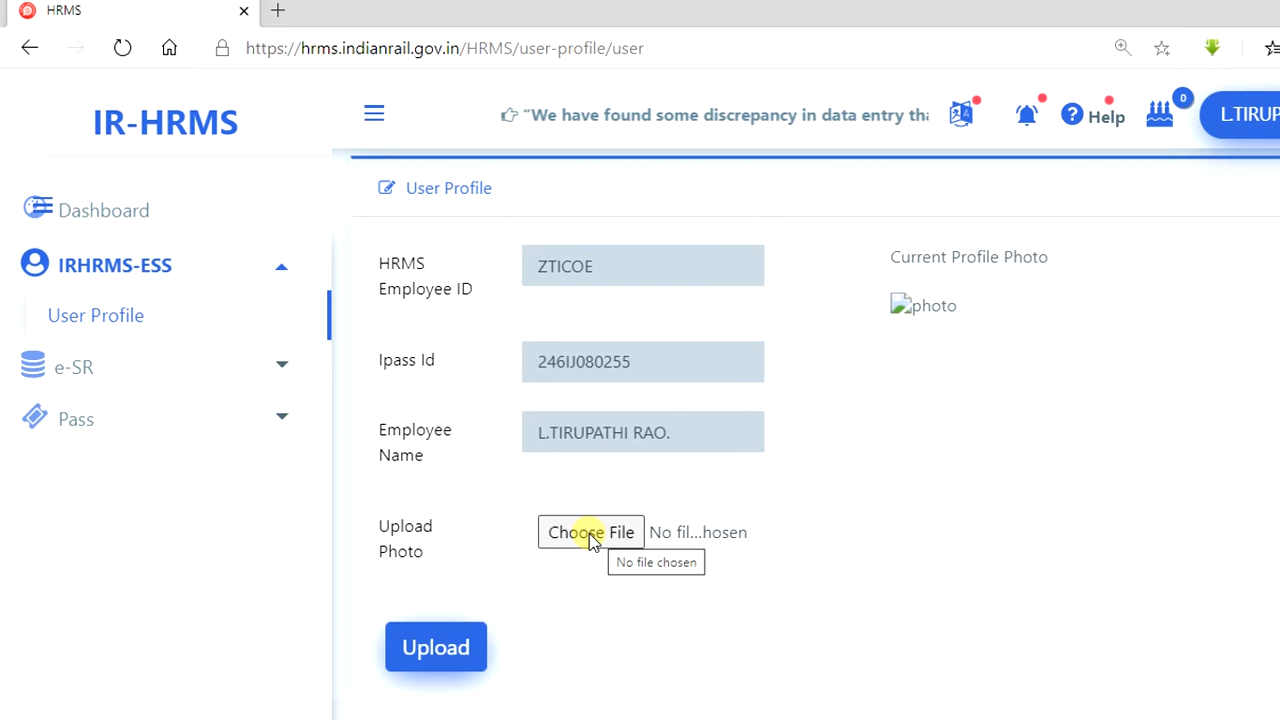 HRMS
https://hrms.indianrail.gov.in/HRMS/user-profile/user
IR-HRMS
"We have found some discrepancy in data entry tha
Help
0
L.TIRUP
Dashboard
IRHRMS-ESS
User Profile
e-SR
Pass
User Profile
HRMS
Employee ID
ZTICOE
Current Profile Photo
photo
Ipass Id
246IJ080255
Employee
Name
L.TIRUPATHI RAO.
Upload
Photo
Choose File
No fil...hosen
No file chosen
Upload